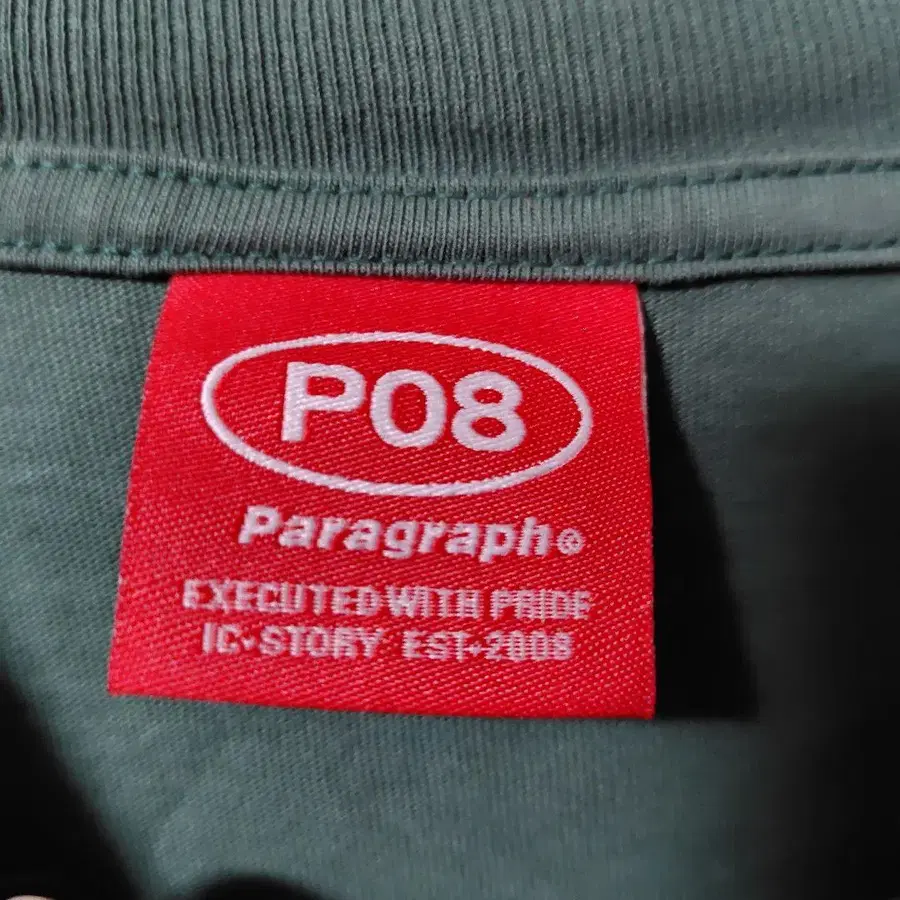 P08
Paragraph®
EXECUTED WITH PRIDE
IC-STORY EST-2008